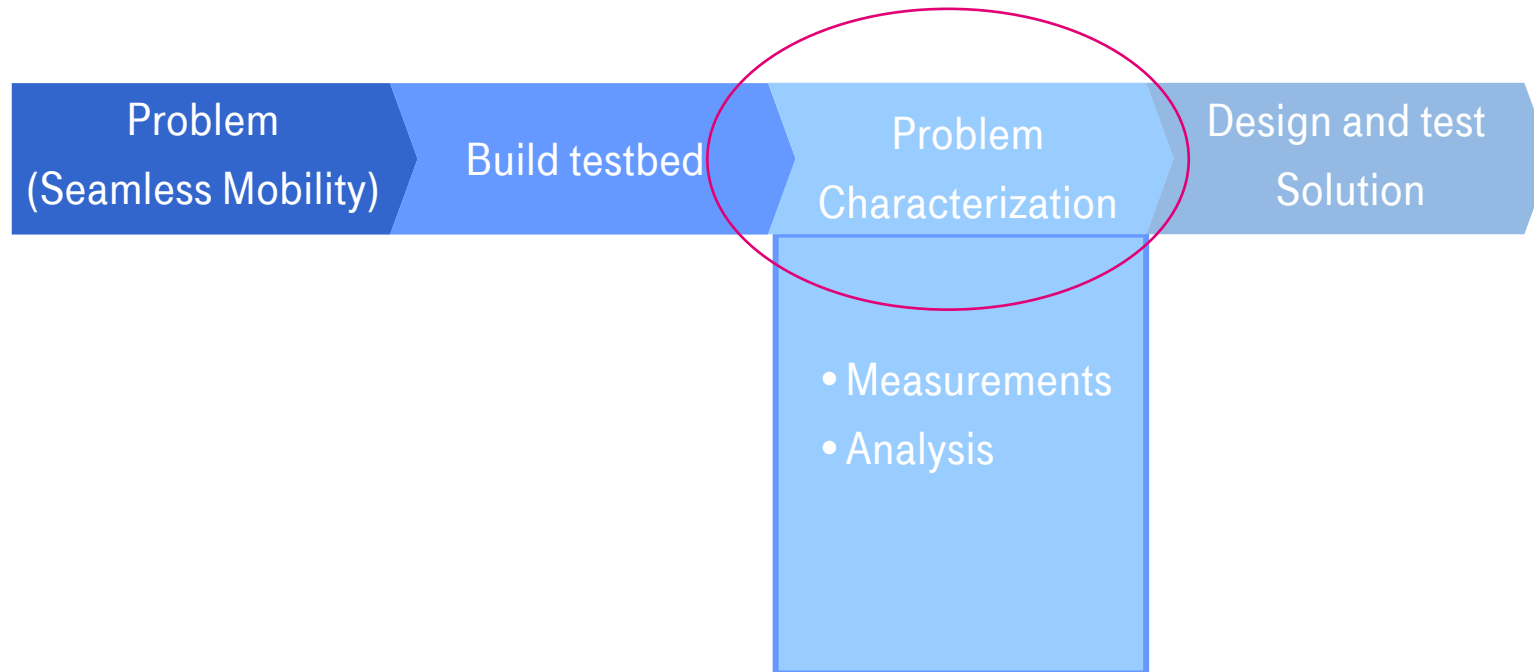 Problem
(Seamless Mobility)
Build testbed
Problem
Characterization
Design and test
Solution
• Measurements
• Analysis